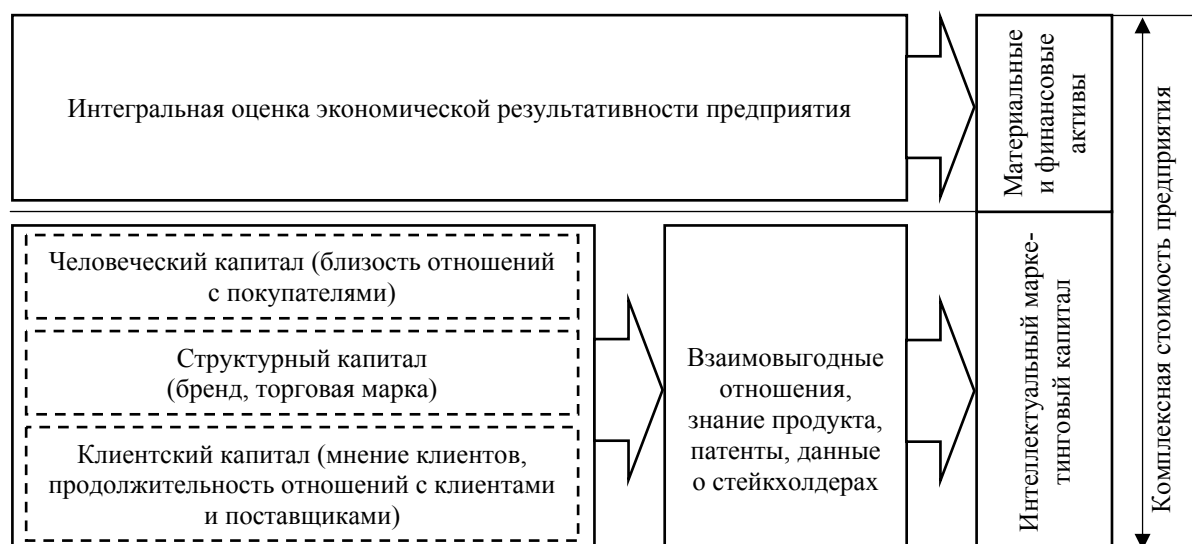 Интегральная оценка экономической результативности предприятия
Материальные
и финансовые
активы
Человеческий капитал (близость отношений
с покупателями)
Структурный капитал
(бренд, торговая марка)
Клиентский капитал (мнение клиентов,
продолжительность отношений с клиентами
и поставщиками)
Взаимовыгодные
отношения,
знание продукта,
патенты, данные
о стейкхолдерах
Интеллектуальный марке-
тинговый капитал
Комплексная стоимость предприятия